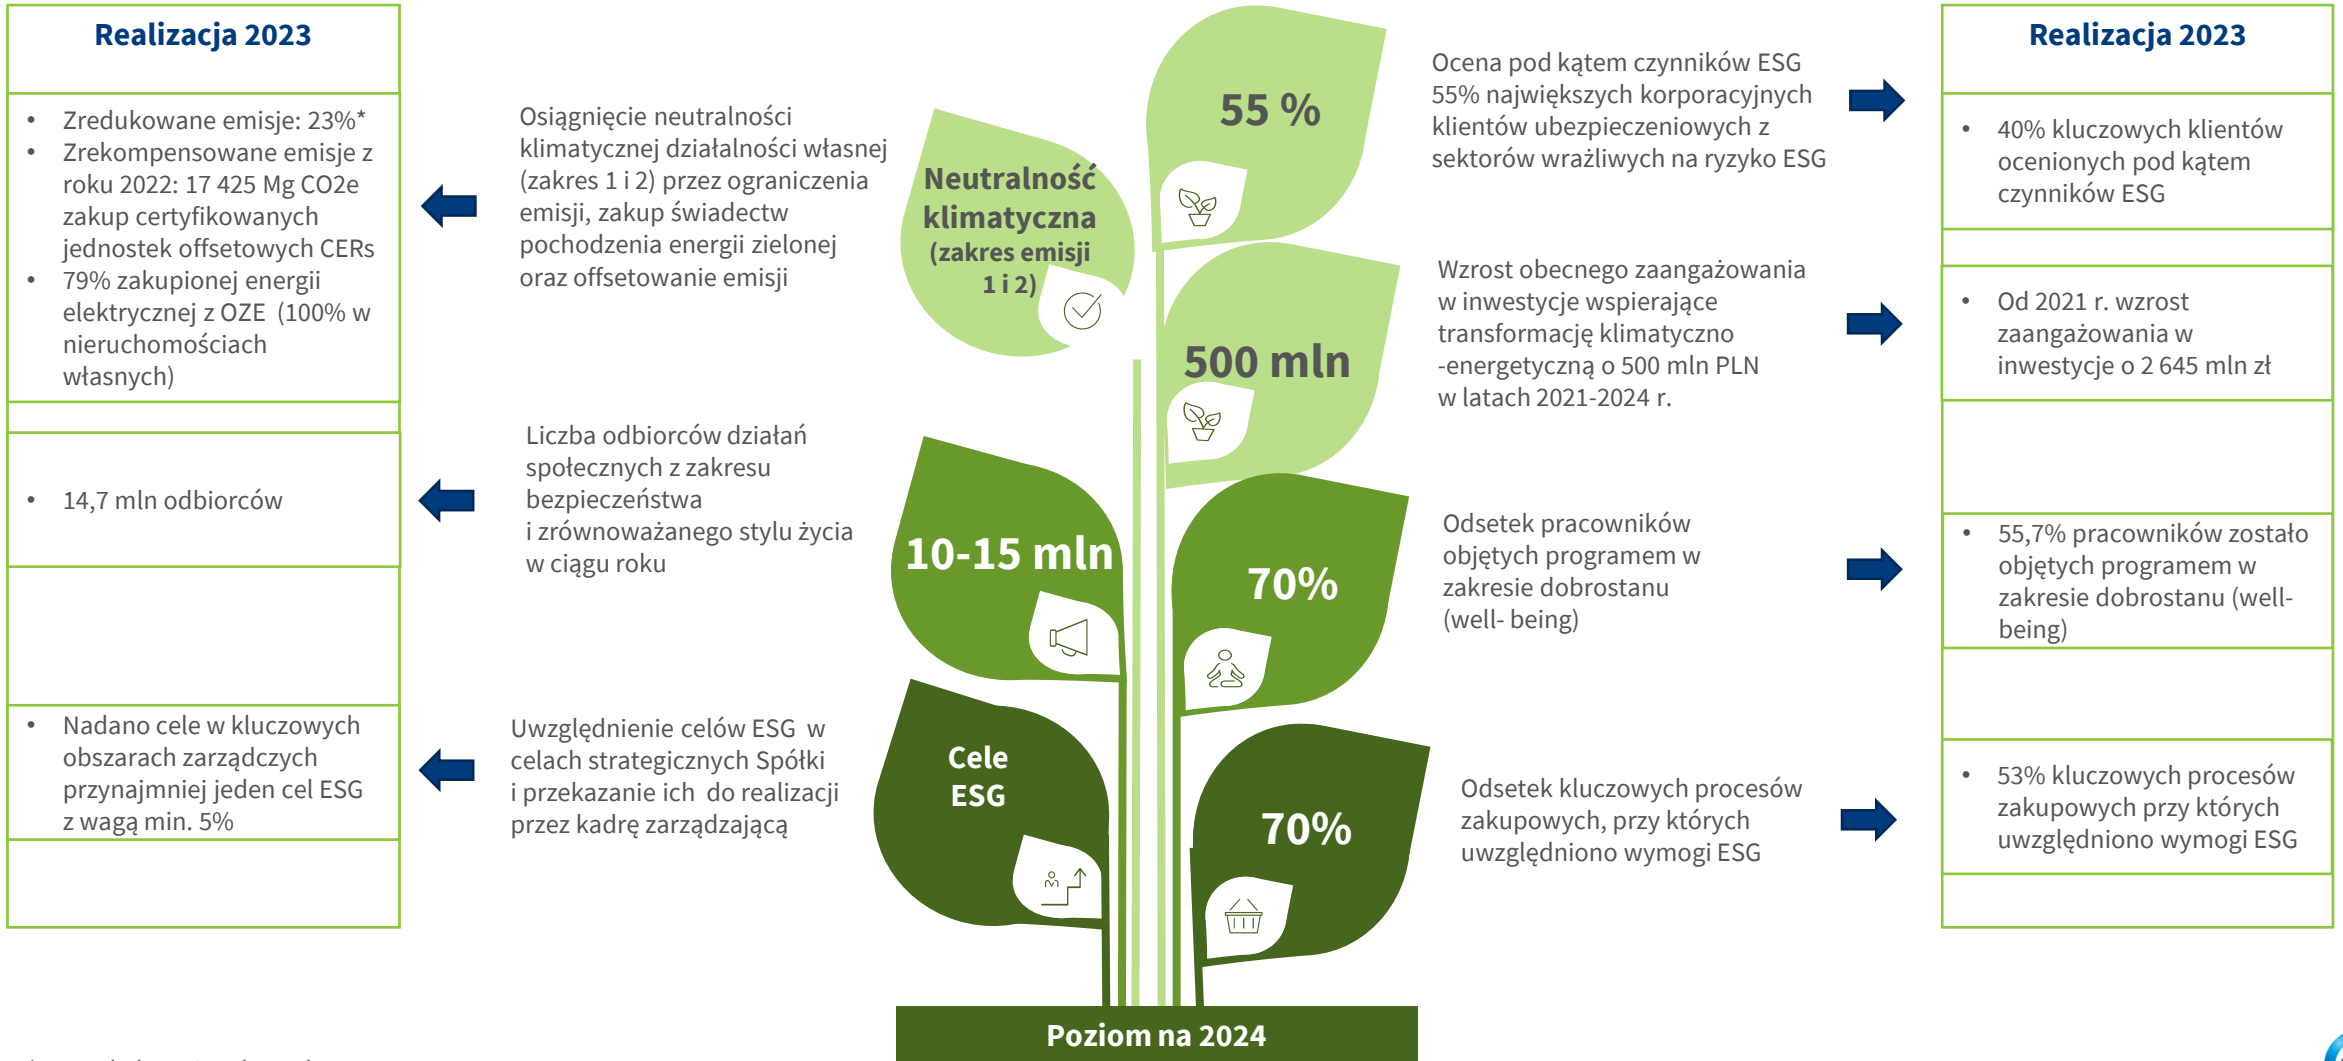 Realizacja 2023
• Zredukowane emisje: 23%*
• Zrekompensowane emisje z
roku 2022: 17 425 Mg CO2e
zakup certyfikowanych
jednostek offsetowych CERs
• 79% zakupionej energii
elektrycznej z OZE (100% w
nieruchomościach
własnych)
• 14,7 mln odbiorców
• Nadano cele w kluczowych
obszarach zarządczych
przynajmniej jeden cel ESG
z wagą min. 5%
Osiągnięcie neutralności
klimatycznej działalności własnej
(zakres 1 i 2) przez ograniczenia
emisji, zakup świadectw
pochodzenia energii zielonej
oraz offsetowanie emisji
Liczba odbiorców działań
społecznych z zakresu
bezpieczeństwa
i zrównoważanego stylu życia
w ciągu roku
Uwzględnienie celów ESG w
celach strategicznych Spółki
i przekazanie ich do realizacji
przez kadrę zarządzającą
Neutralność
klimatyczna
(zakres emisji
1 i 2)
10-15 mln
Cele
ESG
55 %
500 mln
70%
70%
Poziom na 2024
Ocena pod kątem czynników ESG
55% największych korporacyjnych
klientów ubezpieczeniowych z
sektorów wrażliwych na ryzyko ESG
Wzrost obecnego zaangażowania
w inwestycje wspierające
transformację klimatyczno
-energetyczną o 500 mln PLN
w latach 2021-2024 r.
Odsetek pracowników
objętych programem w
zakresie dobrostanu
(well- being)
Odsetek kluczowych procesów
zakupowych, przy których
uwzględniono wymogi ESG
Realizacja 2023
• 40% kluczowych klientów
ocenionych pod kątem
czynników ESG
• Od 2021 r. wzrost
zaangażowania w
inwestycje o 2 645 mln zł
• 55,7% pracowników zostało
objętych programem w
zakresie dobrostanu (well-
being)
• 53% kluczowych procesów
zakupowych przy których
uwzględniono wymogi ESG